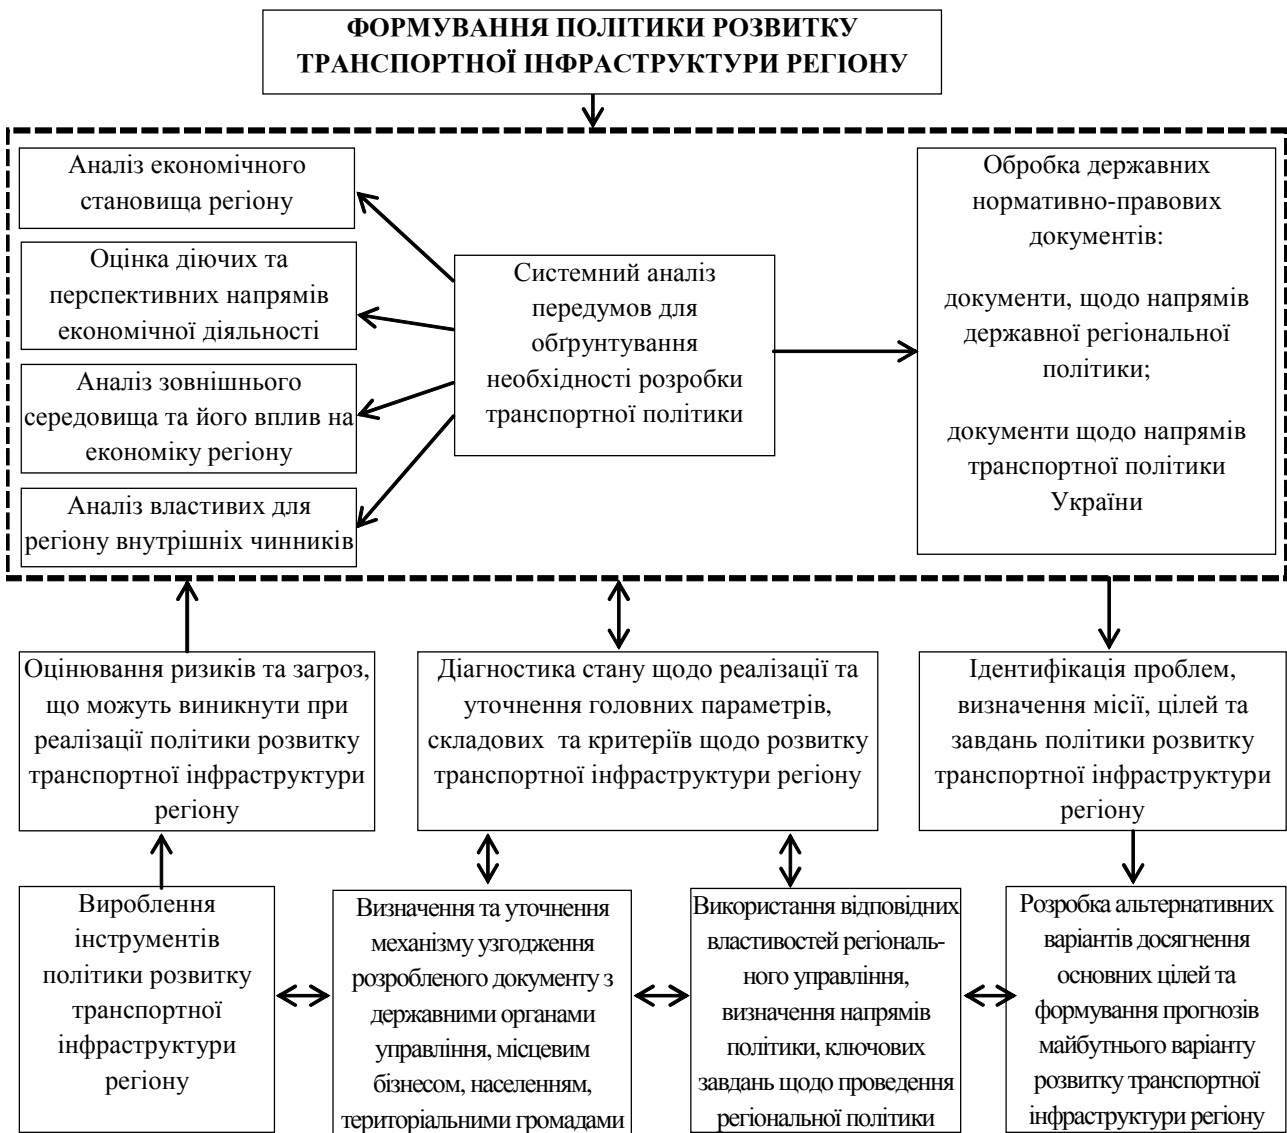 ФОРМУВАННЯ ПОЛІТИКИ РОЗВИТКУ
ТРАНСПОРТНОЇ ІНФРАСТРУКТУРИ РЕГІОНУ
Аналіз економічного
становища регіону
Оцінка діючих та
перспективних напрямів
економічної діяльності
Аналіз зовнішнього
середовища та його вплив на
економіку регіону
Аналіз властивих для
регіону внутрішніх чинників
Системний аналіз
передумов для
обґрунтування
необхідності розробки
транспортної політики
Обробка державних
нормативно-правових
документів:
документи, щодо напрямів
державної регіональної
політики;
документи щодо напрямів
транспортної політики
України
Оцінювання ризиків та загроз,
що можуть виникнути при
реалізації політики розвитку
транспортної інфраструктури
регіону
Діагностика стану щодо реалізації та
уточнення головних параметрів,
складових та критеріїв щодо розвитку
транспортної інфраструктури регіону
Ідентифікація проблем,
визначення місії, цілей та
завдань політики розвитку
транспортної інфраструктури
регіону
Вироблення
інструментів
політики розвитку
транспортної
інфраструктури
регіону
Визначення та уточнення
механізму узгодження
розробленого документу з
державними органами
управління, місцевим
бізнесом, населенням,
територіальними громадами
Використання відповідних
властивостей регіональ-
ного управління,
визначення напрямів
політики, ключових
завдань щодо проведення
регіональної політики
Розробка альтернативних
варіантів досягнення
основних цілей та
формування прогнозів
майбутнього варіанту
розвитку транспортної
інфраструктури регіону